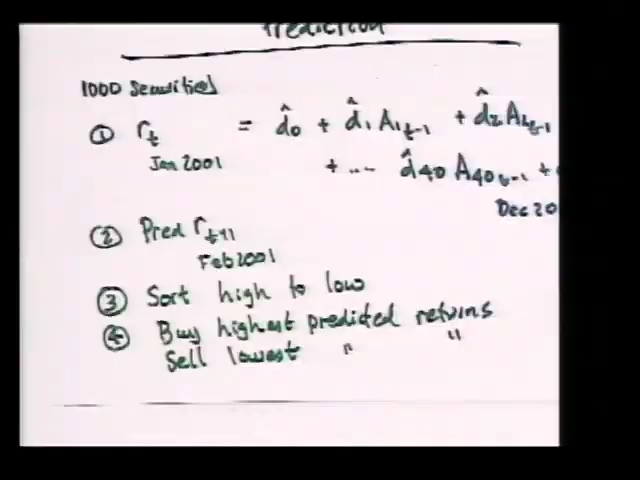 Prediction
1000 Securities
① r_t = d̂0 + d̂1 A1t-1 + d̂2 A2t-1
Jan 2001 + ... d̂40 A40t-1 +
Dec 20
② Pred r_t+1
Feb 2001
③ Sort high to low
④ Buy highest predicted returns
Sell lowest " "